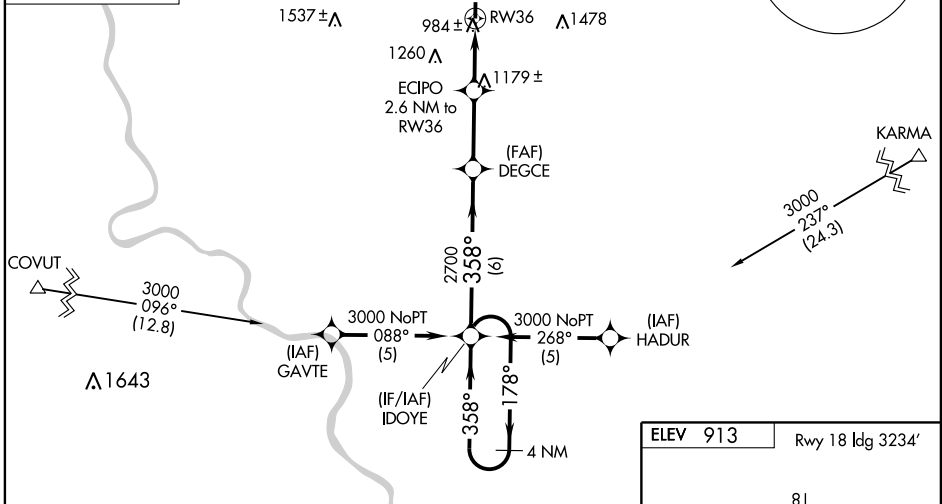 1537 ±
984 ±
RW36
1478
1260
1179 ±
ECIPO
2.6 NM to
RW36
KARMA
(FAF)
DEGCE
3000
237°
(24.3)
2700
358°
(6)
COVUT
3000
096°
(12.8)
3000 NoPT
088°
(5)
3000 NoPT
268°
(5)
(IAF)
HADUR
(IAF)
GAVTE
1643
(IF/IAF)
IDOYE
358°
178°
4 NM
ELEV 913
Rwy 18 ldg 3234'